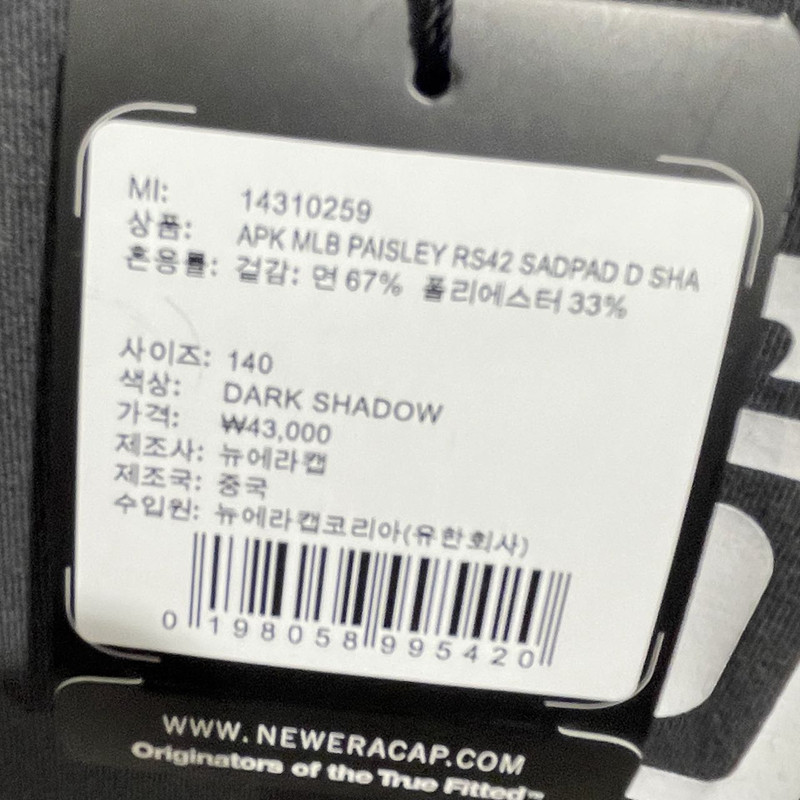 MI: 14310259
상품: APK MLB PAISLEY RS42 SADPAD D SHA
혼용률: 겉감: 면 67% 폴리에스터 33%
사이즈: 140
색상: DARK SHADOW
가격: ₩43,000
제조사: 뉴에라캡
제조국: 중국
수입원: 뉴에라캡코리아(유한회사)
0 198058 995420
WWW.NEWERACAP.COM
Originators of the True Fitted™